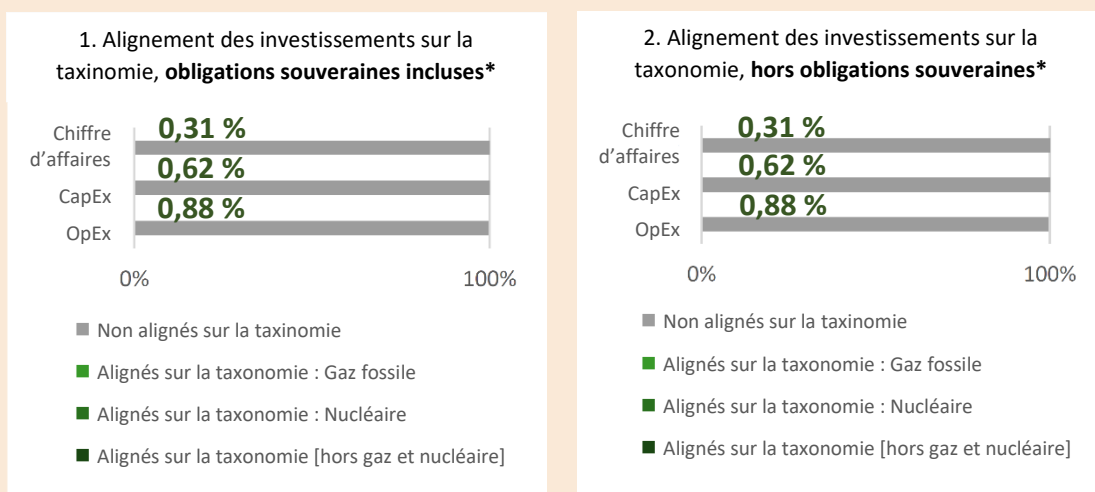 1. Alignement des investissements sur la
taxinomie, obligations souveraines incluses*
Chiffre
d’affaires
0,31 %
CapEx
0,62 %
OpEx
0,88 %
0%
100%
Non alignés sur la taxinomie
Alignés sur la taxonomie : Gaz fossile
Alignés sur la taxonomie : Nucléaire
Alignés sur la taxonomie [hors gaz et nucléaire]
2. Alignement des investissements sur la
taxonomie, hors obligations souveraines*
Chiffre
d’affaires
0,31 %
CapEx
0,62 %
OpEx
0,88 %
0%
100%
Non alignés sur la taxinomie
Alignés sur la taxonomie : Gaz fossile
Alignés sur la taxonomie : Nucléaire
Alignés sur la taxonomie [hors gaz et nucléaire]